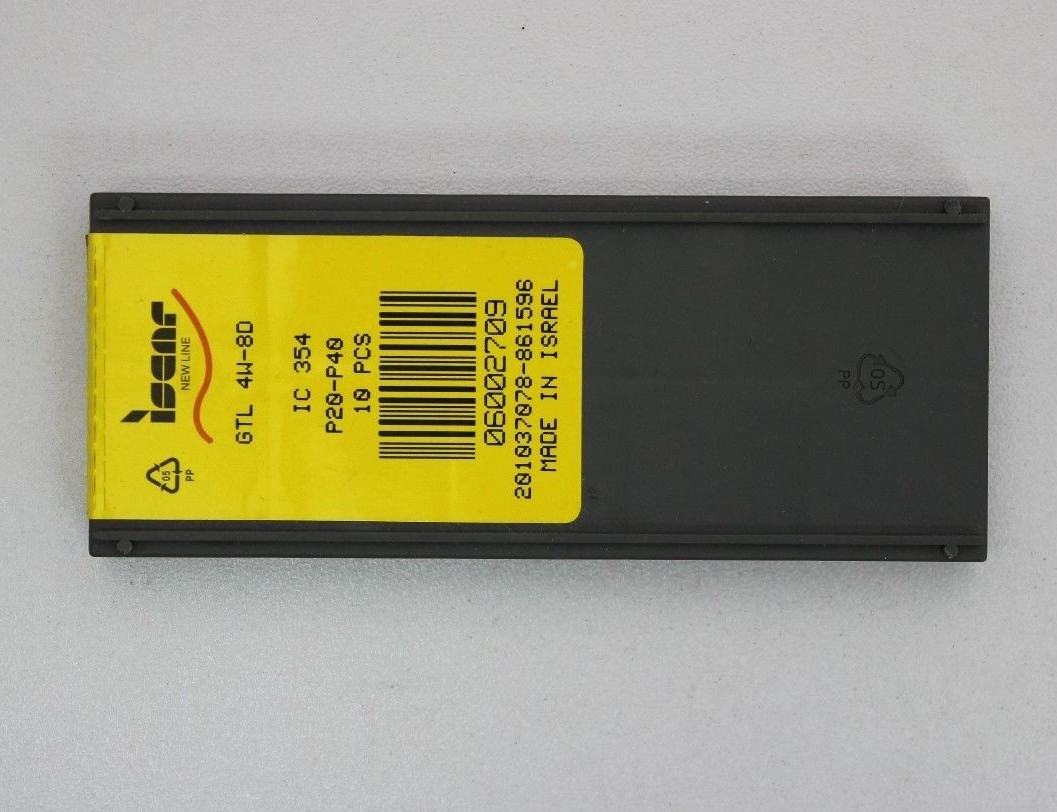 iscar
NEW LINE
05
PP
GTL 4W-8D
IC 354
P20-P40
10 PCS
06002709
201037078-861596
MADE IN ISRAEL
05
PP